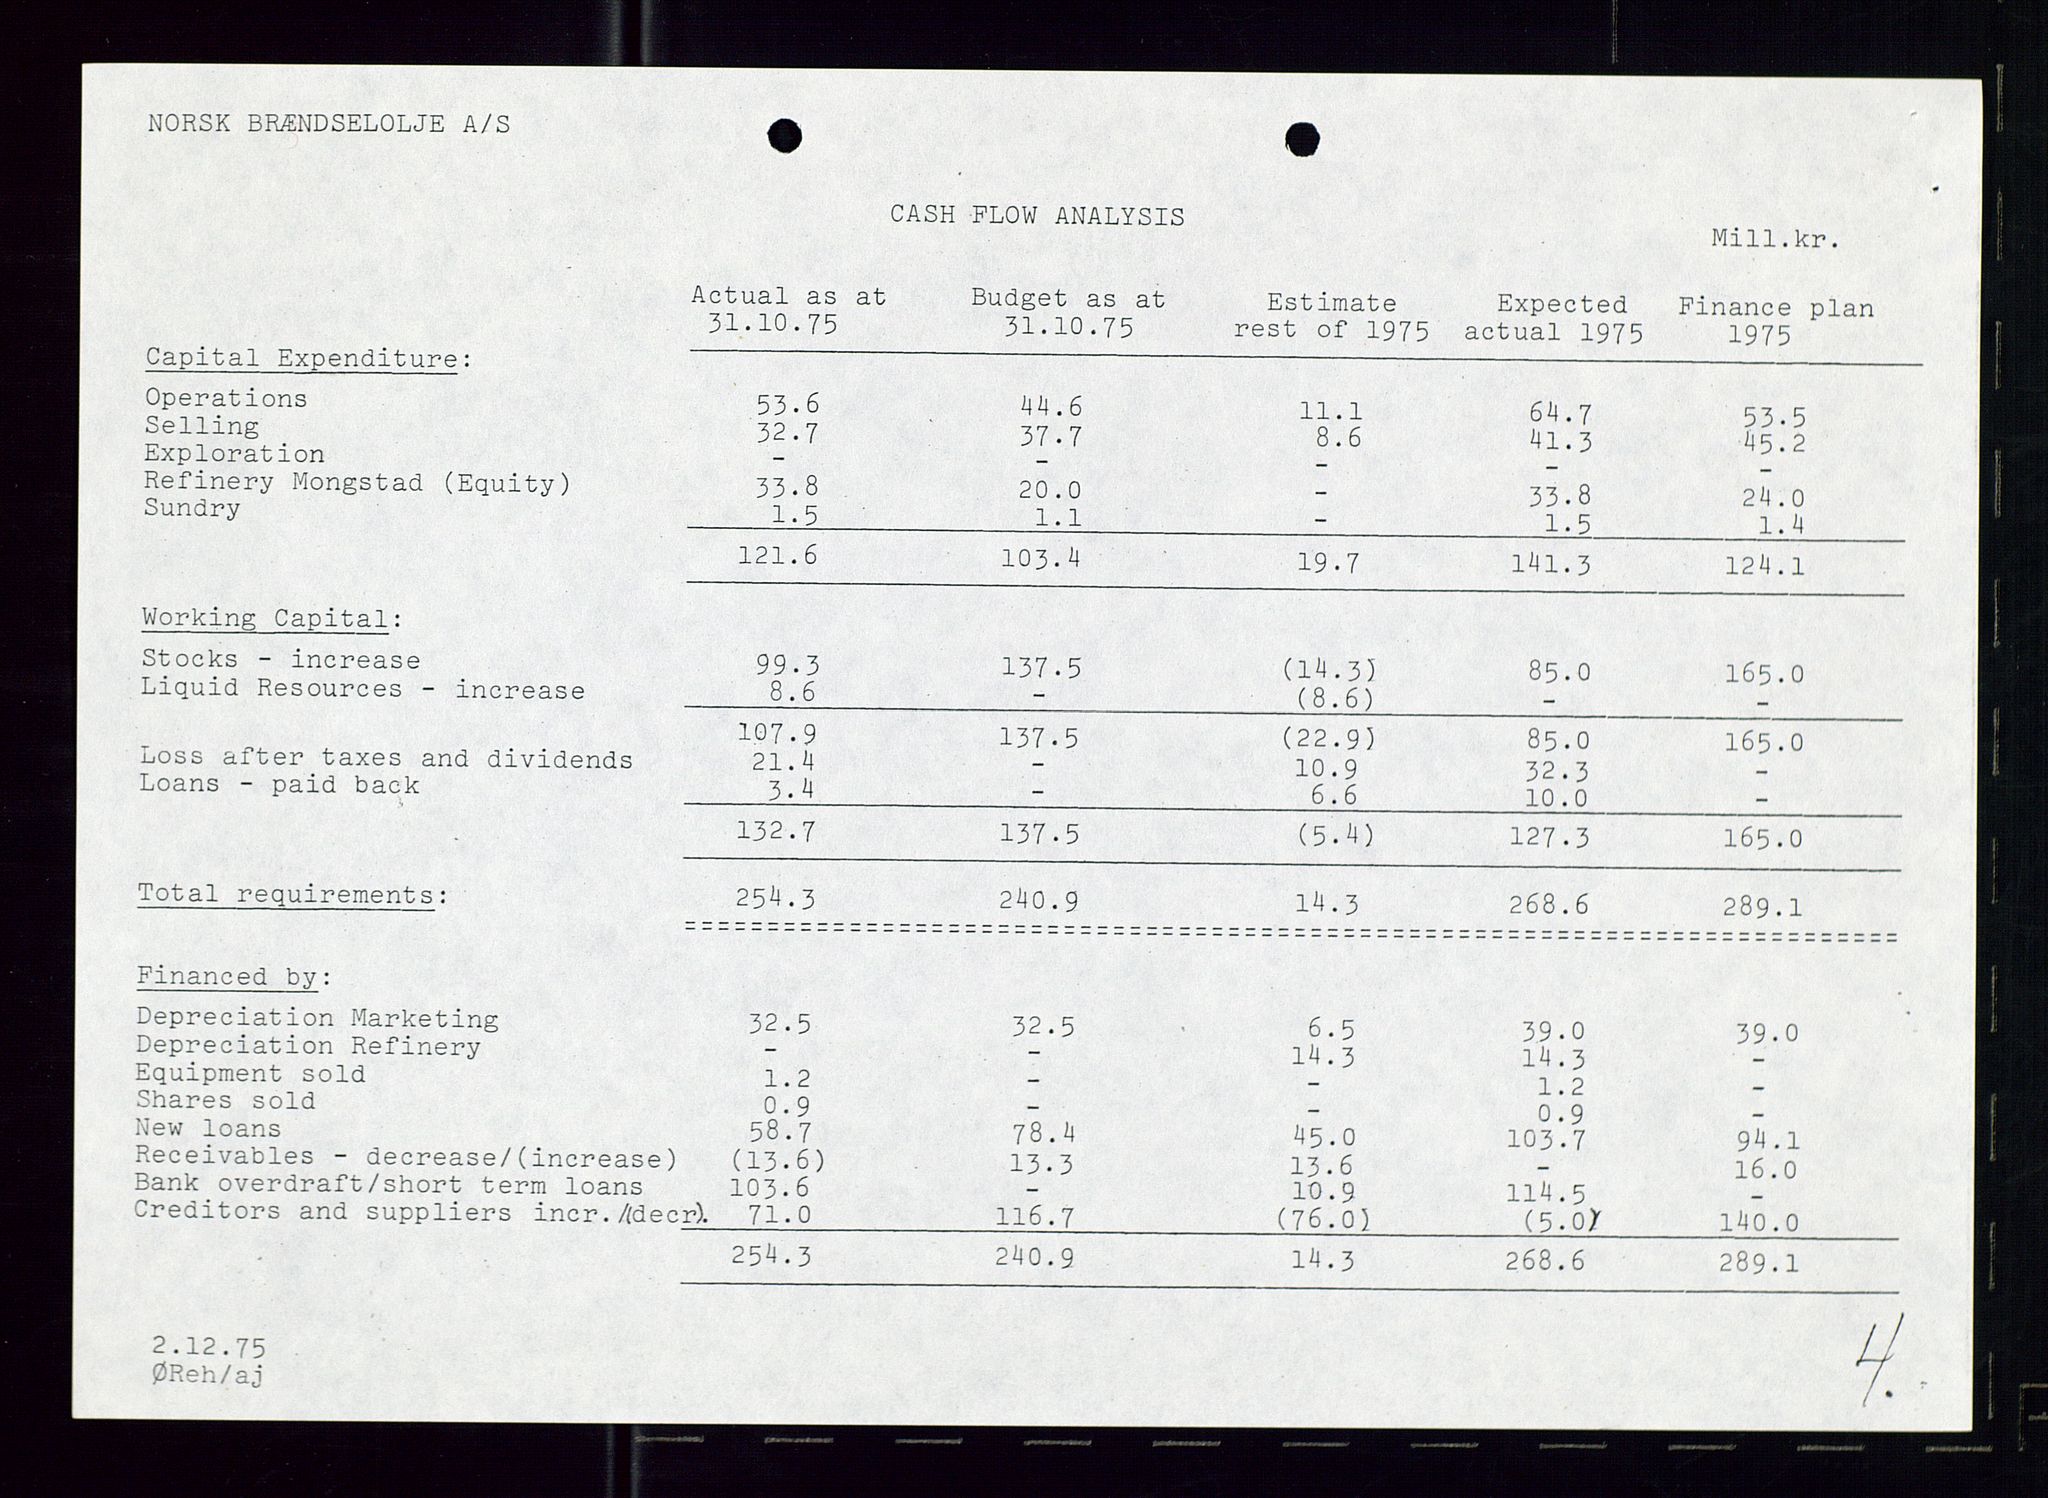 NORSK BRÆNDSELOLJE A/S
CASH FLOW ANALYSIS
Mill.kr.
Actual as at Budget as at Estimate Expected Finance plan
31.10.75 31.10.75 rest of 1975 actual 1975 1975
Capital Expenditure:
Operations 53.6 44.6 11.1 64.7 53.5
Selling 32.7 37.7 8.6 41.3 45.2
Exploration - - - - -
Refinery Mongstad (Equity) 33.8 20.0 - 33.8 24.0
Sundry 1.5 1.1 - 1.5 1.4
121.6 103.4 19.7 141.3 124.1
Working Capital:
Stocks - increase 99.3 137.5 (14.3) 85.0 165.0
Liquid Resources - increase 8.6 - (8.6) - -
107.9 137.5 (22.9) 85.0 165.0
Loss after taxes and dividends 21.4 - 10.9 32.3 -
Loans - paid back 3.4 - 6.6 10.0 -
132.7 137.5 (5.4) 127.3 165.0
Total requirements: 254.3 240.9 14.3 268.6 289.1
Financed by:
Depreciation Marketing 32.5 32.5 6.5 39.0 39.0
Depreciation Refinery - - 14.3 14.3 -
Equipment sold 1.2 - - 1.2 -
Shares sold 0.9 - - 0.9 -
New loans 58.7 78.4 45.0 103.7 94.1
Receivables - decrease/(increase) (13.6) 13.3 13.6 - 16.0
Bank overdraft/short term loans 103.6 - 10.9 114.5 -
Creditors and suppliers incr./(decr). 71.0 116.7 (76.0) (5.0) 140.0
254.3 240.9 14.3 268.6 289.1
2.12.75
ØReh/aj
4.